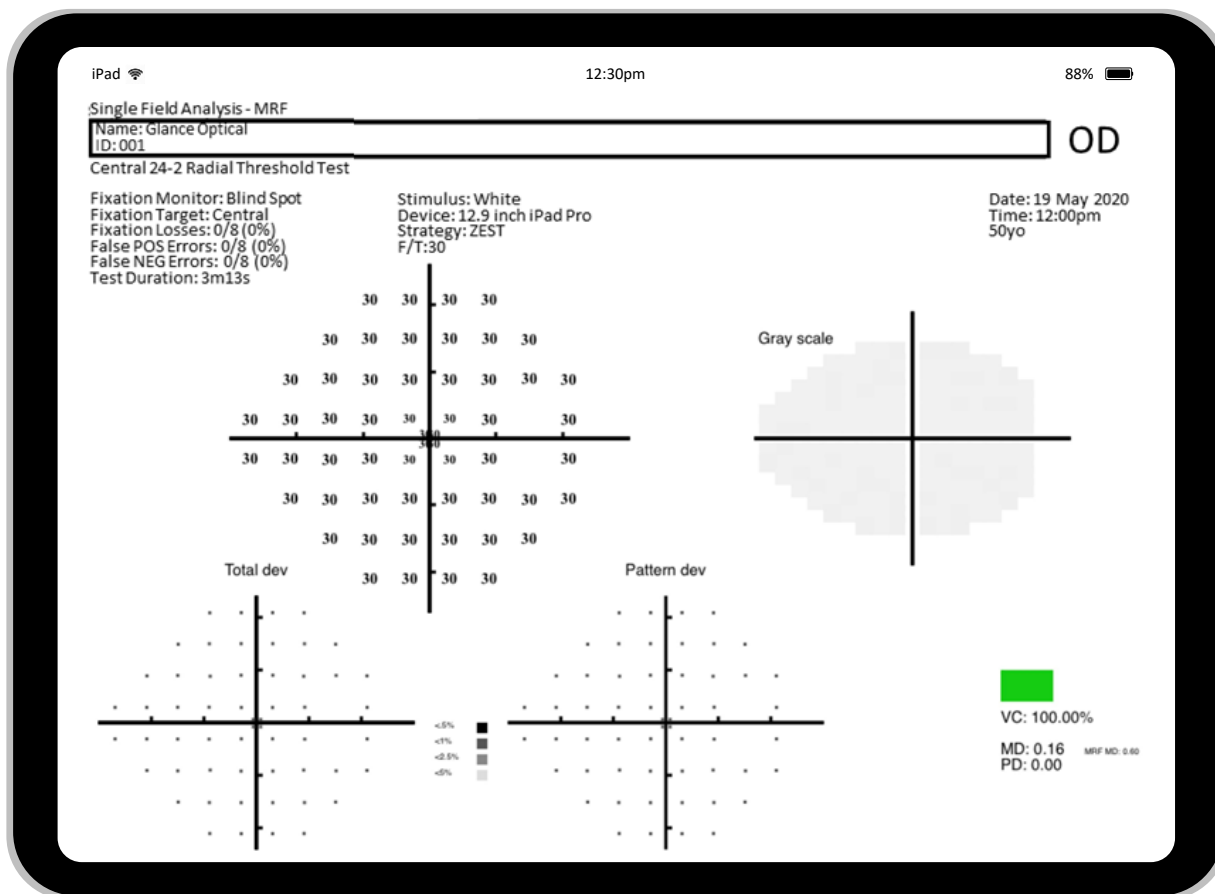 iPad 12:30pm 88%
Single Field Analysis - MRF
Name: Glance Optical
ID: 001
OD
Central 24-2 Radial Threshold Test
Fixation Monitor: Blind Spot
Fixation Target: Central
Fixation Losses: 0/8 (0%)
False POS Errors: 0/8 (0%)
False NEG Errors: 0/8 (0%)
Test Duration: 3m13s
Stimulus: White
Device: 12.9 inch iPad Pro
Strategy: ZEST
F/T:30
Date: 19 May 2020
Time: 12:00pm
50yo
30 30 30 30
30 30 30 30 30 30
30 30 30 30 30 30 30 30
30 30 30 30 30 30 30 30
30 30 30 30 30 30 30 30
30 30 30 30 30 30 30 30
30 30 30 30 30 30
30 30 30 30
Gray scale
Total dev
Pattern dev
<.5%
<1%
<2.5%
<5%
VC: 100.00%
MD: 0.16 MRF MD: 0.60
PD: 0.00